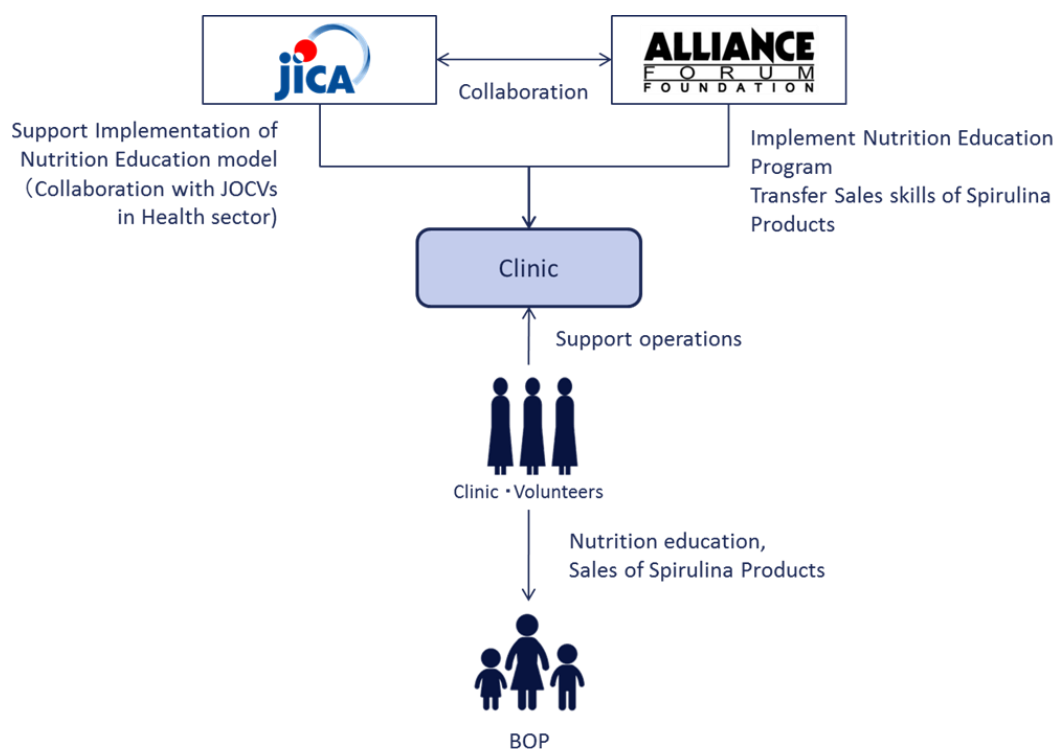 JICA
ALLIANCE
FORUM
FOUNDATION
Collaboration
Support Implementation of
Nutrition Education model
（Collaboration with JOCVs
in Health sector)
Implement Nutrition Education
Program
Transfer Sales skills of Spirulina
Products
Clinic
Support operations
Clinic・Volunteers
Nutrition education,
Sales of Spirulina Products
BOP